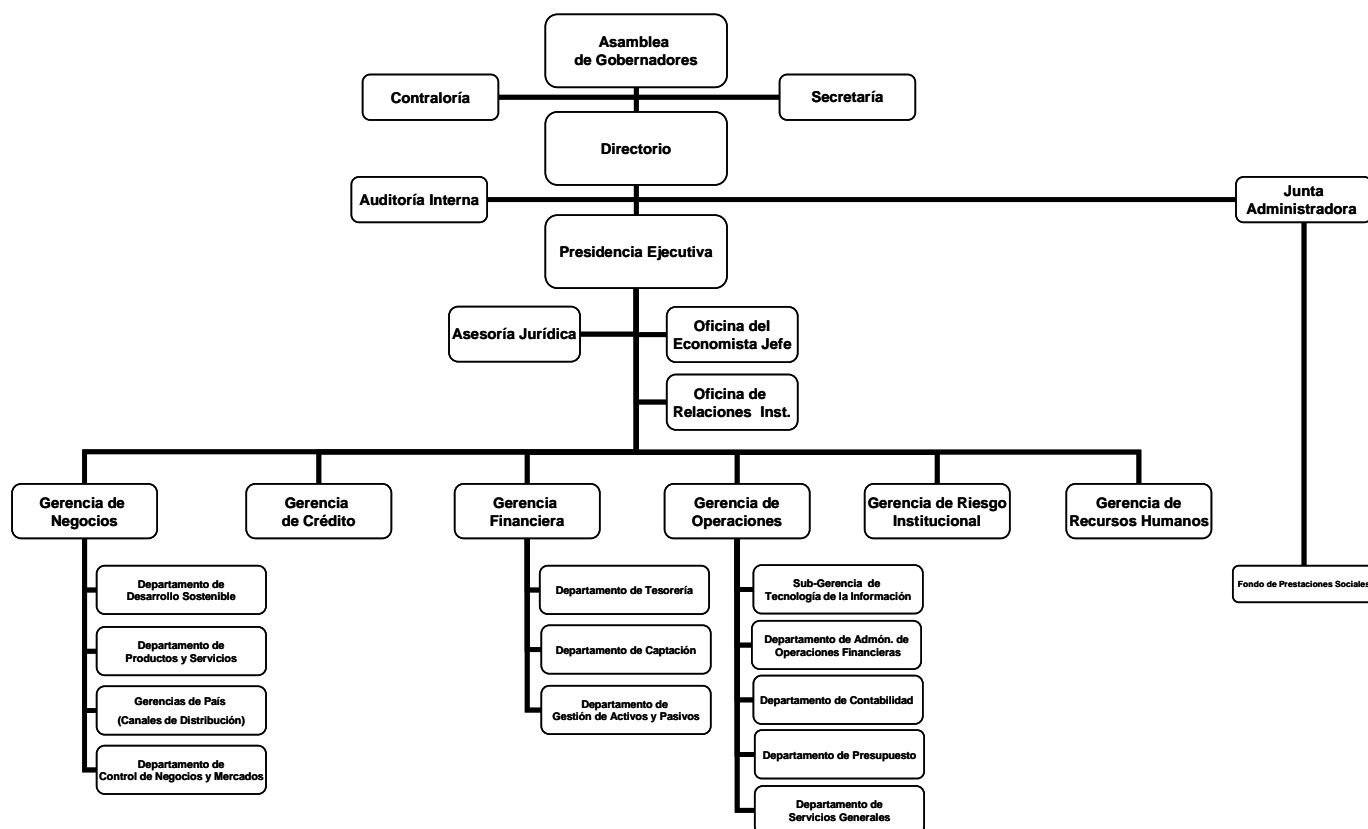 Asamblea
de Gobernadores
Contraloría
Secretaría
Directorio
Auditoría Interna
Junta
Administradora
Presidencia Ejecutiva
Asesoría Jurídica
Oficina del
Economista Jefe
Oficina de
Relaciones Inst.
Gerencia de
Negocios
Gerencia
de Crédito
Gerencia
Financiera
Gerencia de
Operaciones
Gerencia de Riesgo
Institucional
Gerencia de
Recursos Humanos
Departamento de
Desarrollo Sostenible
Departamento de
Productos y Servicios
Gerencias de País
(Canales de Distribución)
Departamento de
Control de Negocios y Mercados
Departamento de Tesorería
Departamento de Captación
Departamento de
Gestión de Activos y Pasivos
Sub-Gerencia de
Tecnología de la Información
Departamento de Admón. de
Operaciones Financieras
Departamento de Contabilidad
Departamento de Presupuesto
Departamento de
Servicios Generales
Fondo de Prestaciones Sociales